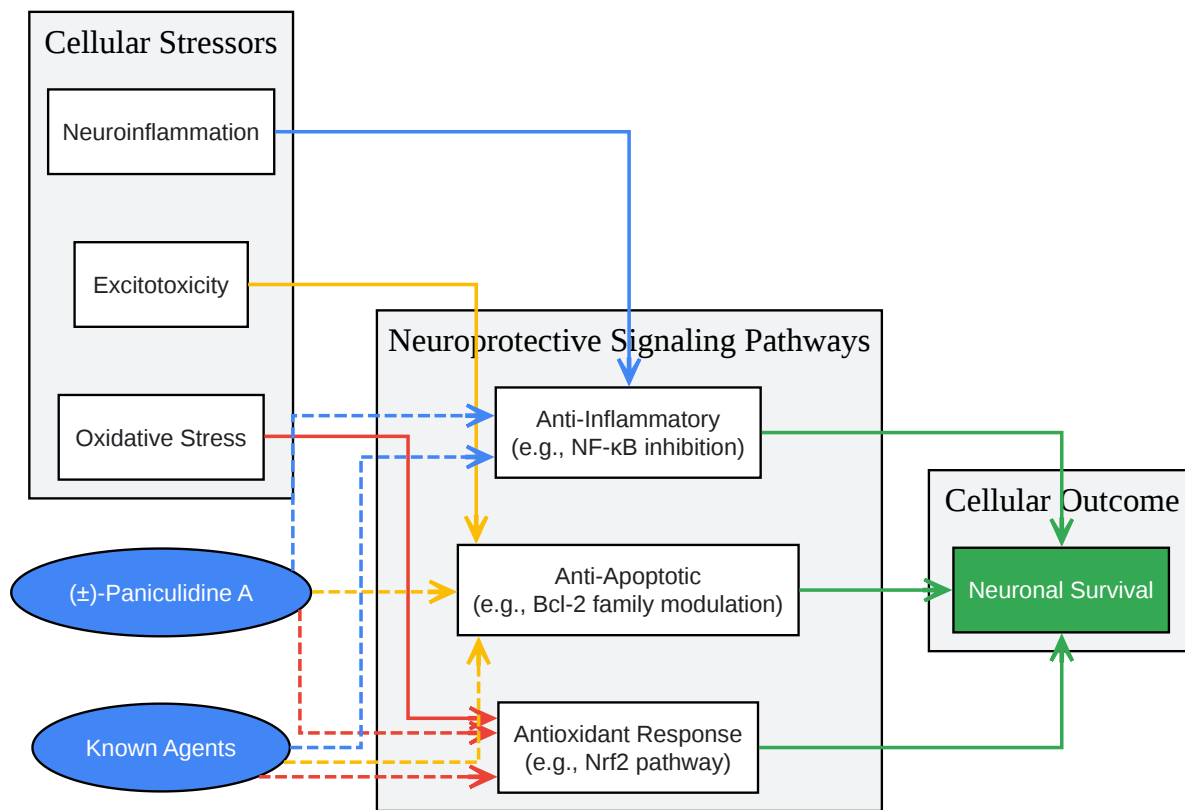 Cellular Stressors
Neuroinflammation
Excitotoxicity
Oxidative Stress
(±)-Paniculidine A
Known Agents
Neuroprotective Signaling Pathways
Anti-Inflammatory
(e.g., NF-κB inhibition)
Anti-Apoptotic
(e.g., Bcl-2 family modulation)
Antioxidant Response
(e.g., Nrf2 pathway)
Cellular Outcome
Neuronal Survival